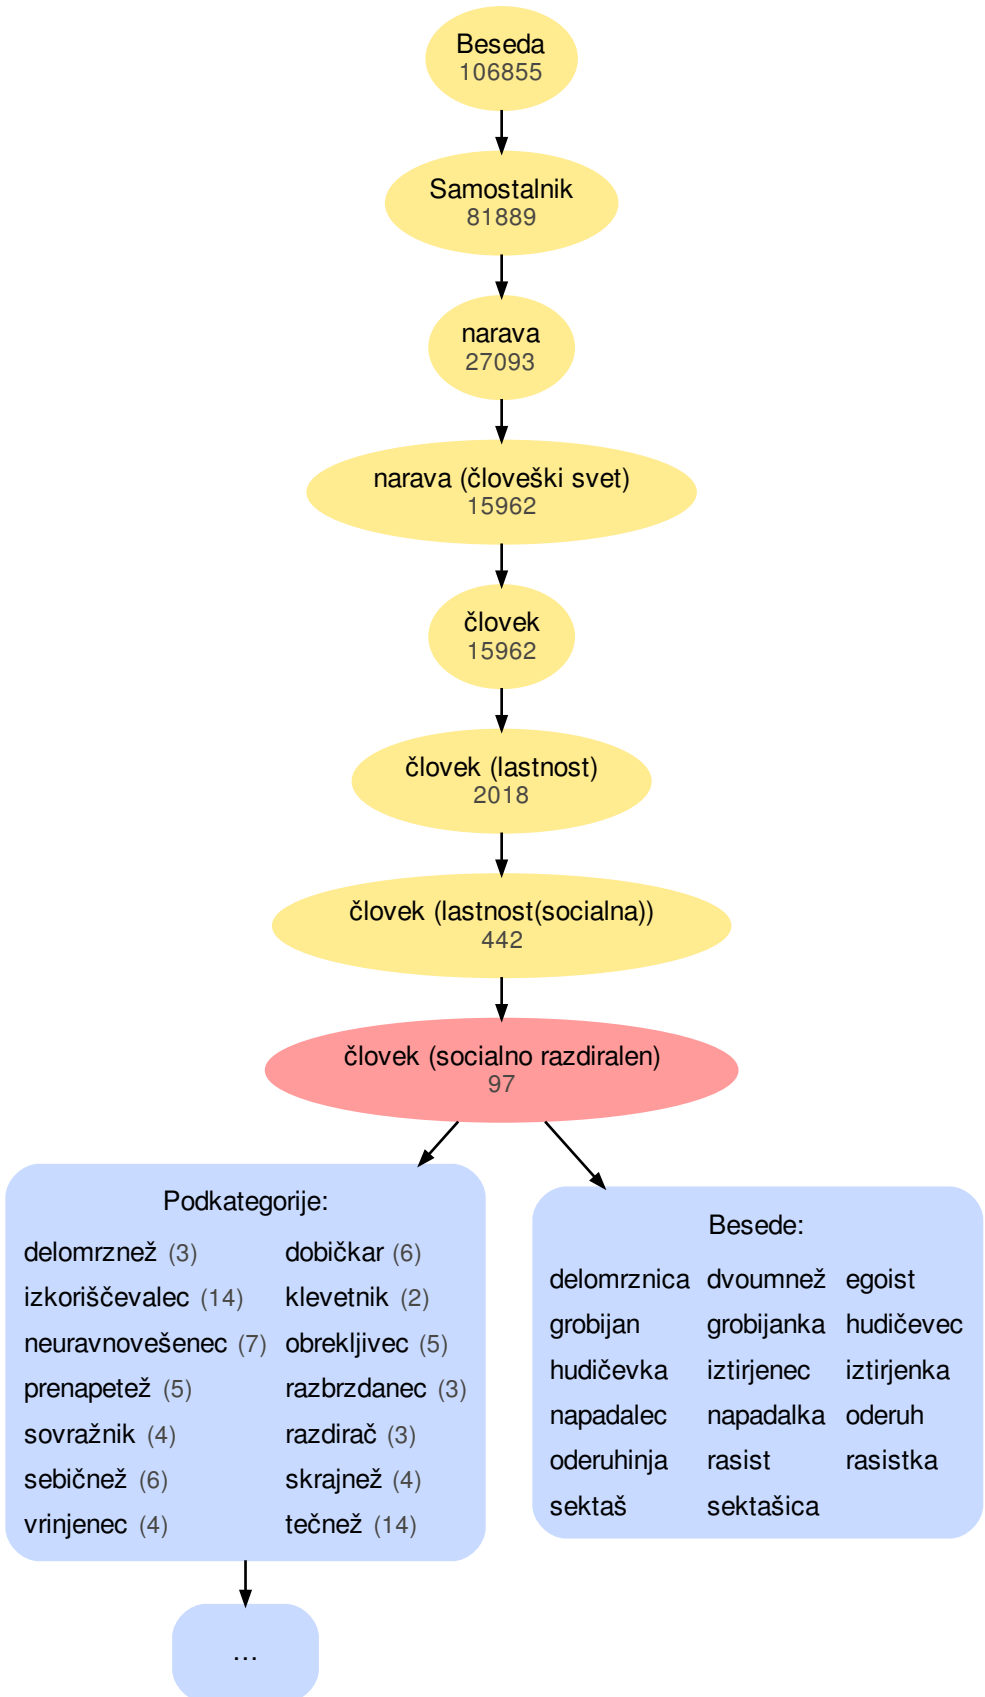 Beseda
106855
Samostalnik
81889
narava
27093
narava (človeški svet)
15962
človek
15962
človek (lastnost)
2018
človek (lastnost(socialna))
442
človek (socialno razdiralen)
97
Podkategorije:
delomrznež (3) dobičkar (6)
izkoriščevalec (14) klevetnik (2)
neuravnovešenec (7) obrekljivec (5)
prenapetež (5) razbrzdanec (3)
sovražnik (4) razdirač (3)
sebičnež (6) skrajnež (4)
vrinjenec (4) tečnež (14)
...
Besede:
delomrznica dvoumnež egoist
grobijan grobijanka hudičevec
hudičevka iztirjenec iztirjenka
napadalec napadalka oderuh
oderuhinja rasist rasistka
sektaš sektašica